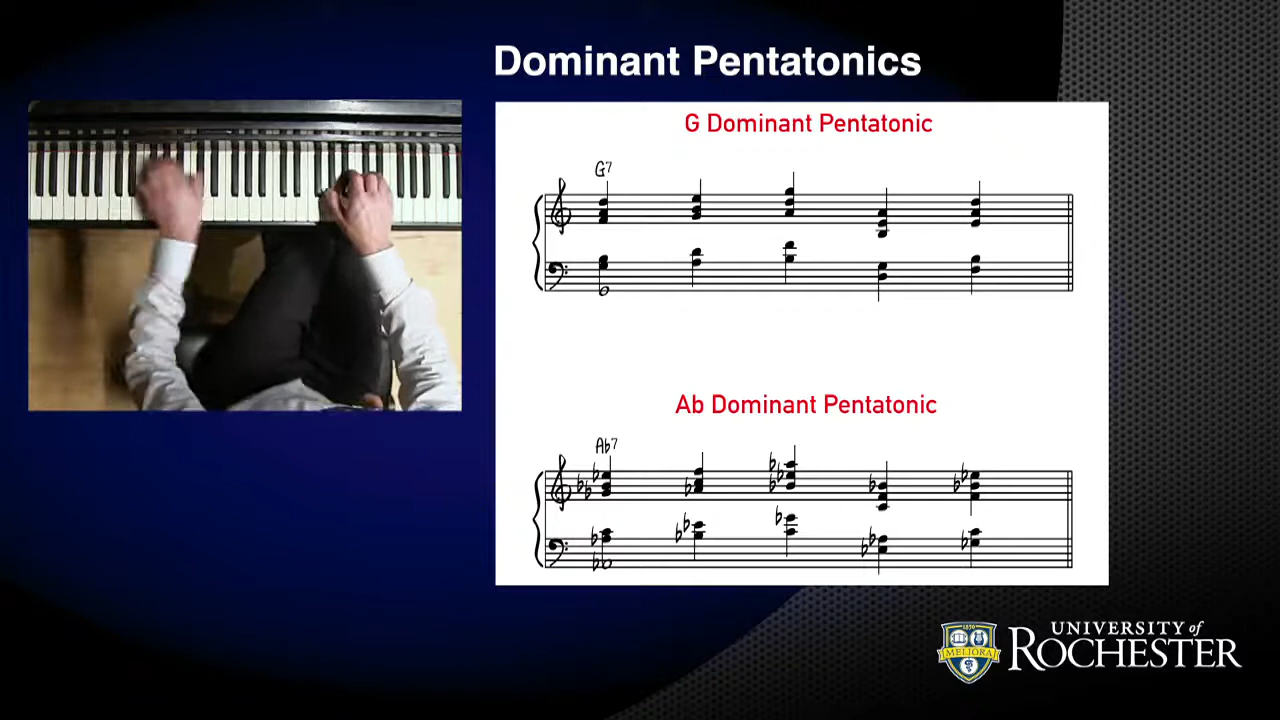 Dominant Pentatonics
G Dominant Pentatonic
G7
Ab Dominant Pentatonic
Ab7
UNIVERSITY of
ROCHESTER
MELIORA